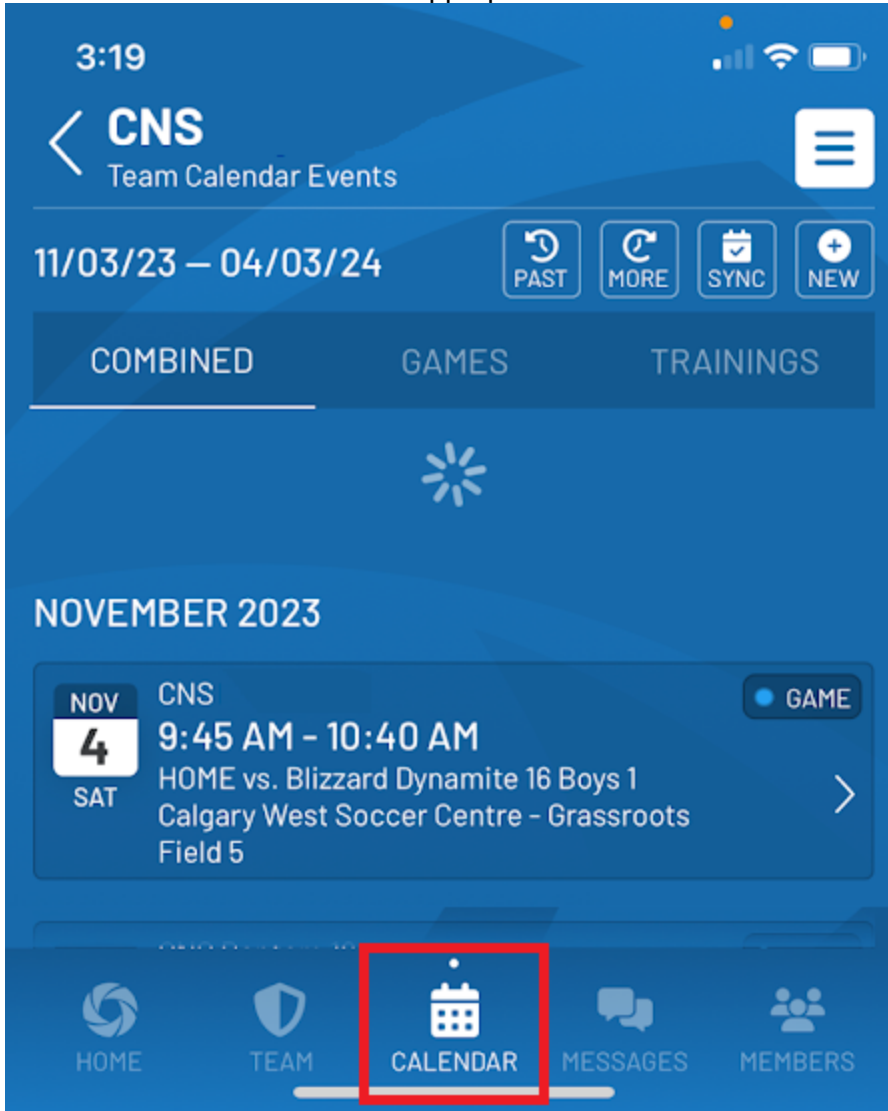 3:19
CNS
Team Calendar Events
11/03/23 – 04/03/24
PAST
MORE
SYNC
NEW
COMBINED
GAMES
TRAININGS
NOVEMBER 2023
NOV
4
SAT
CNS
9:45 AM - 10:40 AM
HOME vs. Blizzard Dynamite 16 Boys 1
Calgary West Soccer Centre - Grassroots
Field 5
GAME
HOME
TEAM
CALENDAR
MESSAGES
MEMBERS